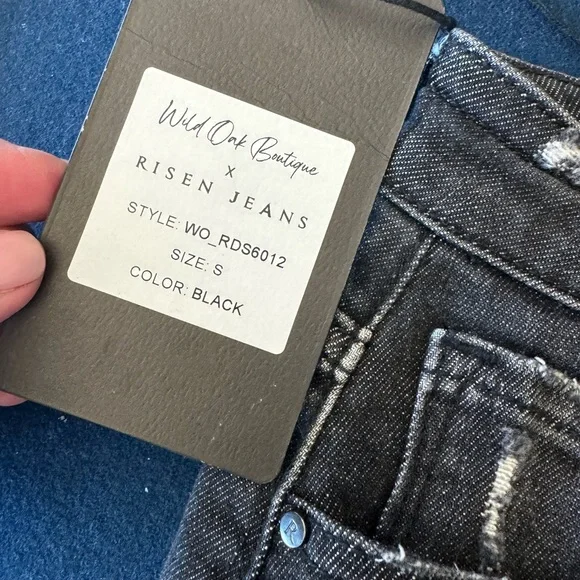 Wild Oak Boutique
x
RISEN JEANS
STYLE: WO_RDS6012
SIZE: S
COLOR: BLACK
R